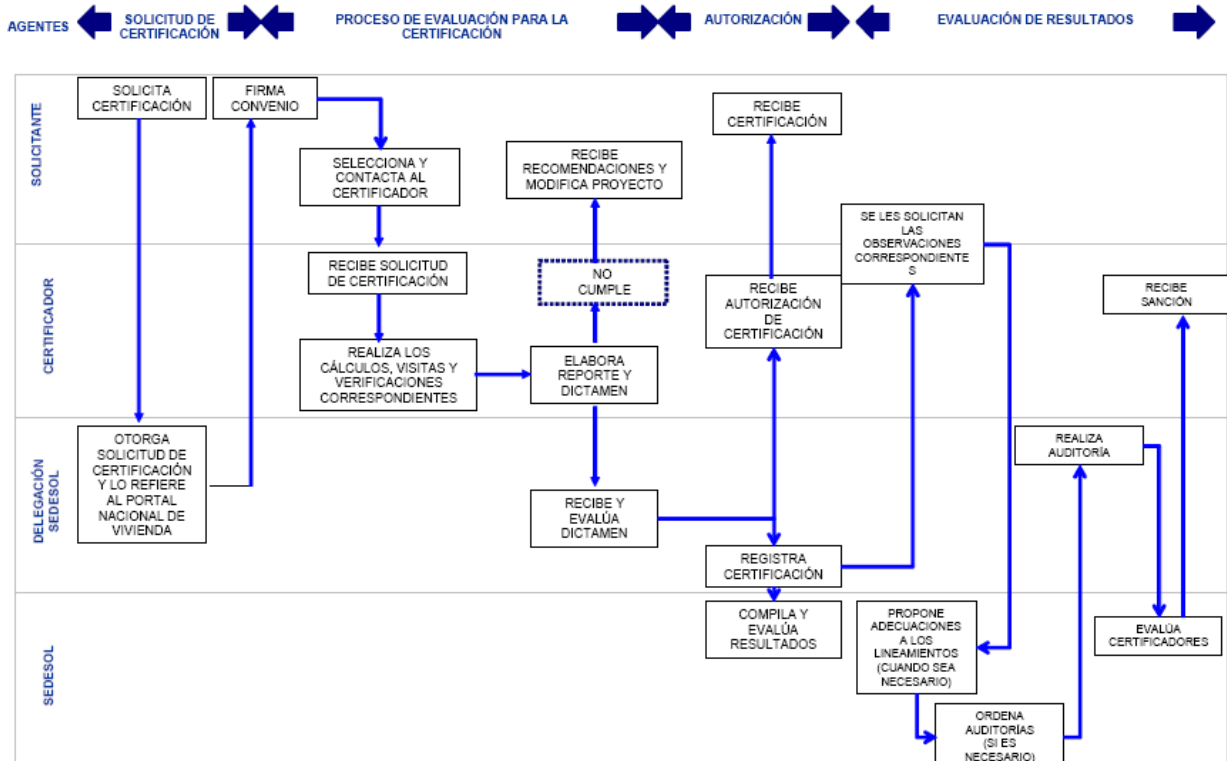 AGENTES
SOLICITUD DE
CERTIFICACIÓN
PROCESO DE EVALUACIÓN PARA LA
CERTIFICACIÓN
AUTORIZACIÓN
EVALUACIÓN DE RESULTADOS
SOLICITANTE
SOLICITA
CERTIFICACIÓN
FIRMA
CONVENIO
SELECCIONA Y
CONTACTA AL
CERTIFICADOR
RECIBE
RECOMENDACIONES Y
MODIFICA PROYECTO
RECIBE
CERTIFICACIÓN
SE LES SOLICITAN
LAS
OBSERVACIONES
CORRESPONDIENTE
S
CERTIFICADOR
RECIBE SOLICITUD
DE CERTIFICACIÓN
NO
CUMPLE
RECIBE
AUTORIZACIÓN
DE
CERTIFICACIÓN
RECIBE
SANCIÓN
REALIZA LOS
CÁLCULOS, VISITAS Y
VERIFICACIONES
CORRESPONDIENTES
ELABORA
REPORTE Y
DICTAMEN
DELEGACIÓN
SEDESOL
OTORGA
SOLICITUD DE
CERTIFICACIÓN
Y LO REFIERE
AL PORTAL
NACIONAL DE
VIVIENDA
RECIBE Y
EVALÚA
DICTAMEN
REGISTRA
CERTIFICACIÓN
REALIZA
AUDITORÍA
SEDESOL
COMPILA Y
EVALÚA
RESULTADOS
PROPONE
ADECUACIONES
A LOS
LINEAMIENTOS
(CUANDO SEA
NECESARIO)
EVALÚA
CERTIFICADORES
ORDENA
AUDITORÍAS
(SI ES
NECESARIO)